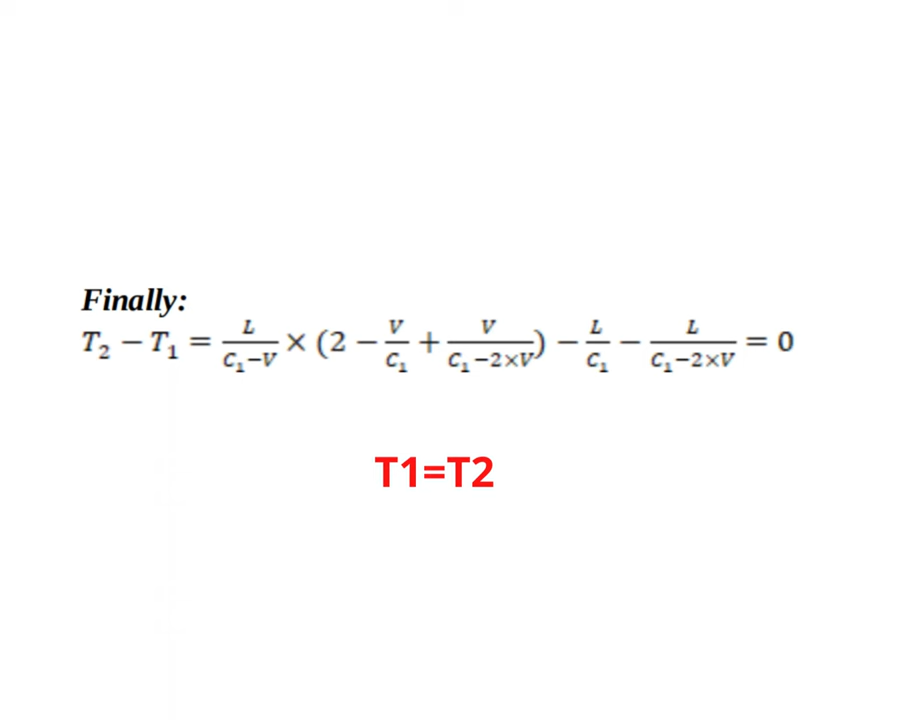 Finally:
T₂ − T₁ = L/(C₁−V) × (2 − V/C₁ + V/(C₁−2×V)) − L/C₁ − L/(C₁−2×V) = 0
T1=T2